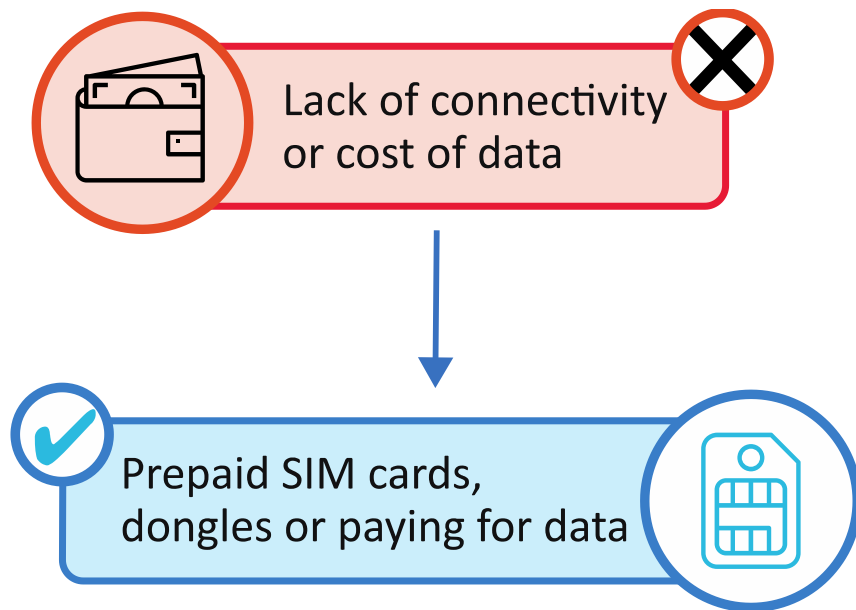 Lack of connectivity
or cost of data
Prepaid SIM cards,
dongles or paying for data